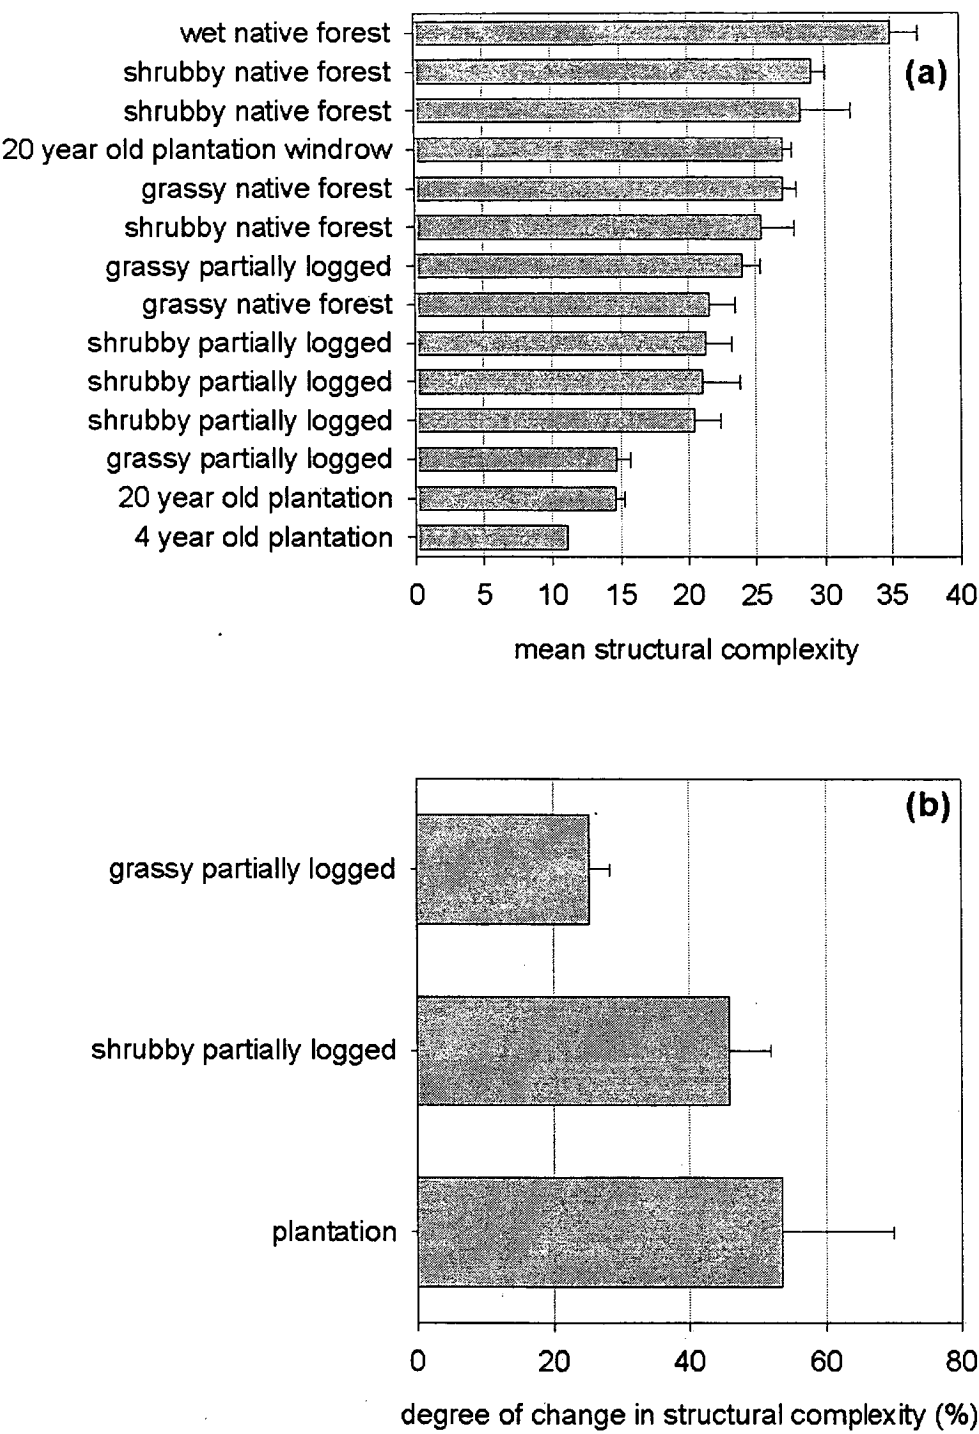 wet native forest
shrubby native forest
(a)
shrubby native forest
20 year old plantation windrow
grassy native forest
shrubby native forest
grassy partially logged
grassy native forest
shrubby partially logged
shrubby partially logged
shrubby partially logged
grassy partially logged
20 year old plantation
4 year old plantation
0 5 10 15 20 25 30 35 40
mean structural complexity
(b)
grassy partially logged
shrubby partially logged
plantation
0 20 40 60 80
degree of change in structural complexity (%)